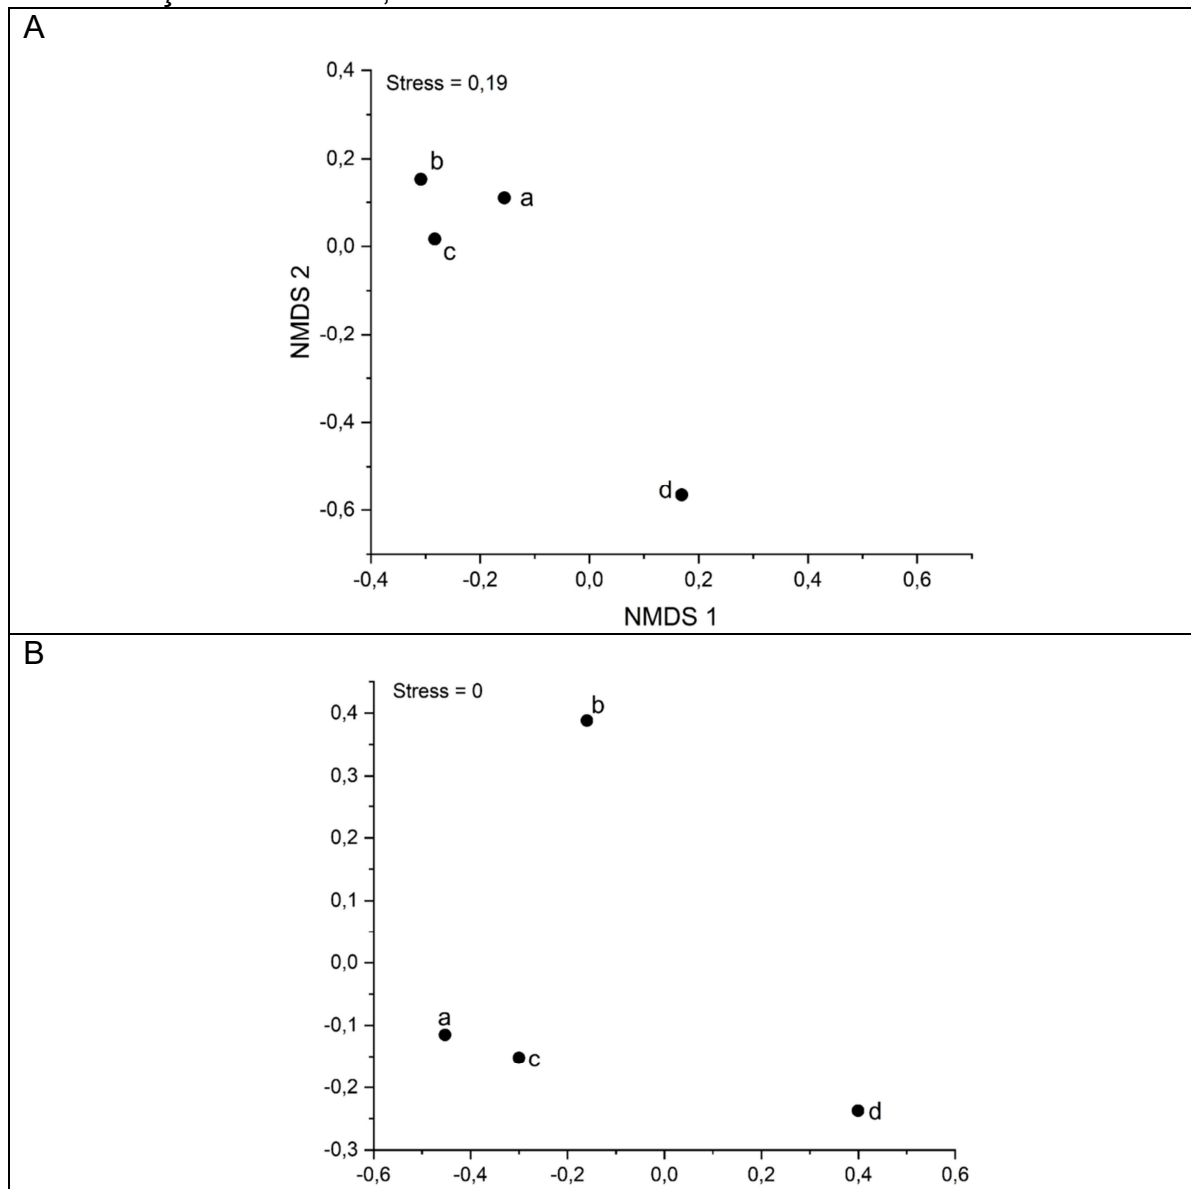 A
0,4
Stress = 0,19
0,2
b
a
0,0
c
NMDS 2
-0,2
-0,4
d
-0,6
-0,4 -0,2 0,0 0,2 0,4 0,6
NMDS 1
B
Stress = 0
b
0,4
0,3
0,2
0,1
0,0
a
-0,1
c
-0,2
d
-0,3
-0,6 -0,4 -0,2 0,0 0,2 0,4 0,6